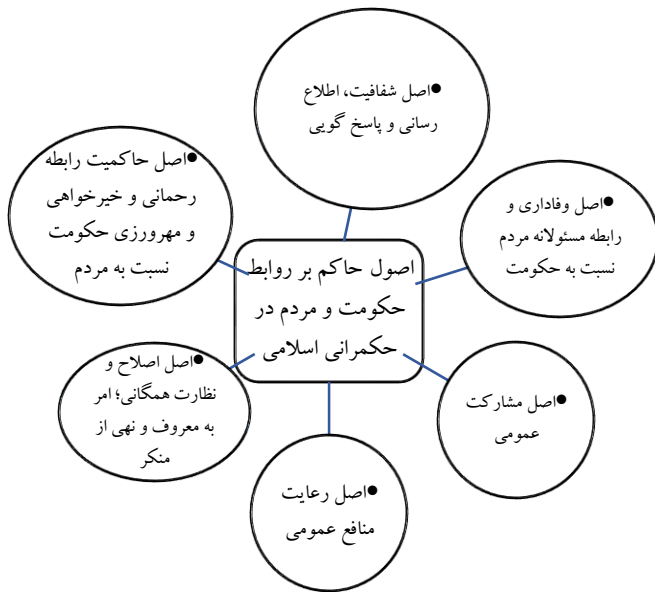 ●اصل شفافیت، اطلاع
رسانی و پاسخ گویی
●اصل حاکمیت رابطه
رحمانی و خیرخواهی
و مهرورزی حکومت
نسبت به مردم
●اصل وفاداری و
رابطه مسئولانه مردم
نسبت به حکومت
اصول حاکم بر روابط
حکومت و مردم در
حکمرانی اسلامی
●اصل اصلاح و
نظارت همگانی؛ امر
به معروف و نهی از
منکر
●اصل مشارکت
عمومی
●اصل رعایت
منافع عمومی